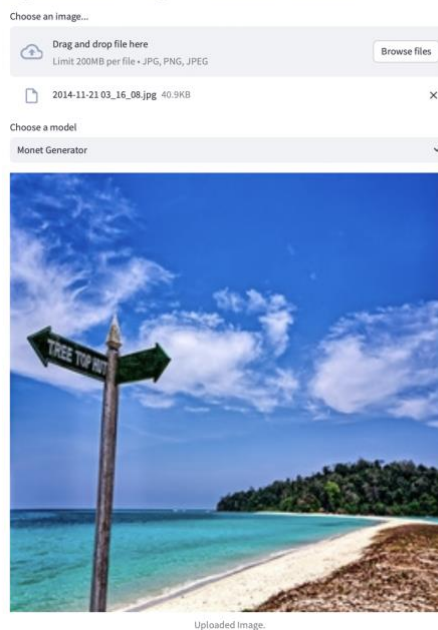 Choose an image...
Drag and drop file here
Limit 200MB per file • JPG, PNG, JPEG
Browse files
2014-11-21 03_16_08.jpg 40.9KB
Choose a model
Monet Generator
TREE TOP HUT
Uploaded Image.